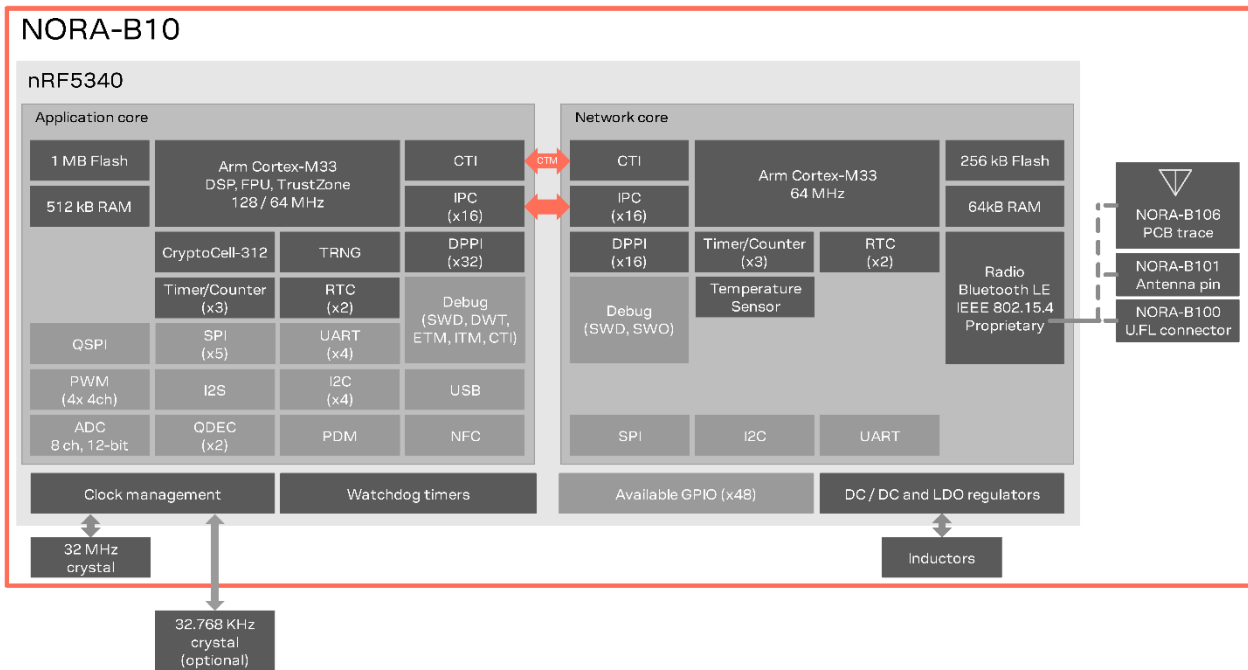 NORA-B10
nRF5340
Application core
1 MB Flash
512 kB RAM
Arm Cortex-M33
DSP, FPU, TrustZone
128 / 64 MHz
CTI
IPC
(x16)
CryptoCell-312
TRNG
DPPI
(x32)
Timer/Counter
(x3)
RTC
(x2)
Debug
(SWD, DWT,
ETM, ITM, CTI)
QSPI
SPI
(x5)
UART
(x4)
PWM
(4x 4ch)
I2S
I2C
(x4)
USB
ADC
8 ch, 12-bit
QDEC
(x2)
PDM
NFC
CTM
Network core
CTI
IPC
(x16)
Arm Cortex-M33
64 MHz
256 kB Flash
64kB RAM
DPPI
(x16)
Timer/Counter
(x3)
RTC
(x2)
Radio
Bluetooth LE
IEEE 802.15.4
Proprietary
Debug
(SWD, SWO)
Temperature
Sensor
SPI
I2C
UART
NORA-B106
PCB trace
NORA-B101
Antenna pin
NORA-B100
U.FL connector
Clock management
Watchdog timers
Available GPIO (x48)
DC / DC and LDO regulators
32 MHz
crystal
Inductors
32.768 KHz
crystal
(optional)